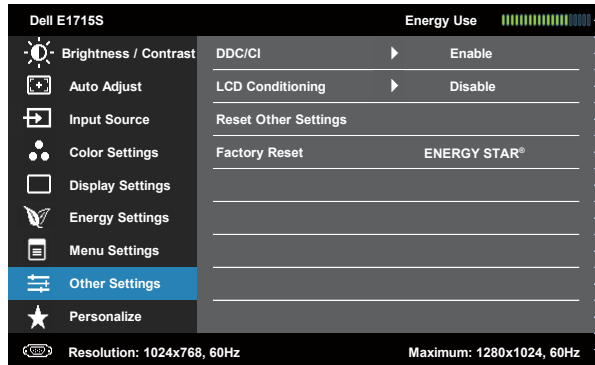 Dell E1715S Energy Use
Brightness / Contrast DDC/CI Enable
Auto Adjust LCD Conditioning Disable
Input Source Reset Other Settings
Color Settings Factory Reset ENERGY STAR®
Display Settings
Energy Settings
Menu Settings
Other Settings
Personalize
Resolution: 1024x768, 60Hz Maximum: 1280x1024, 60Hz